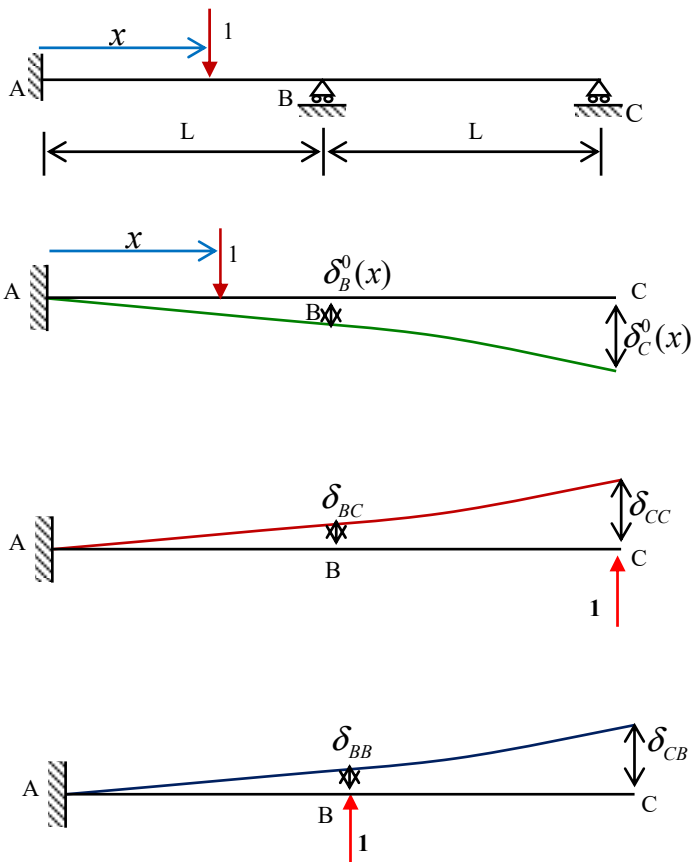 x 1
A B C
L L
x 1
A δ_B^0(x) C
B
δ_C^0(x)
δ_BC δ_CC
A C
B
1
δ_BB δ_CB
A B C
1